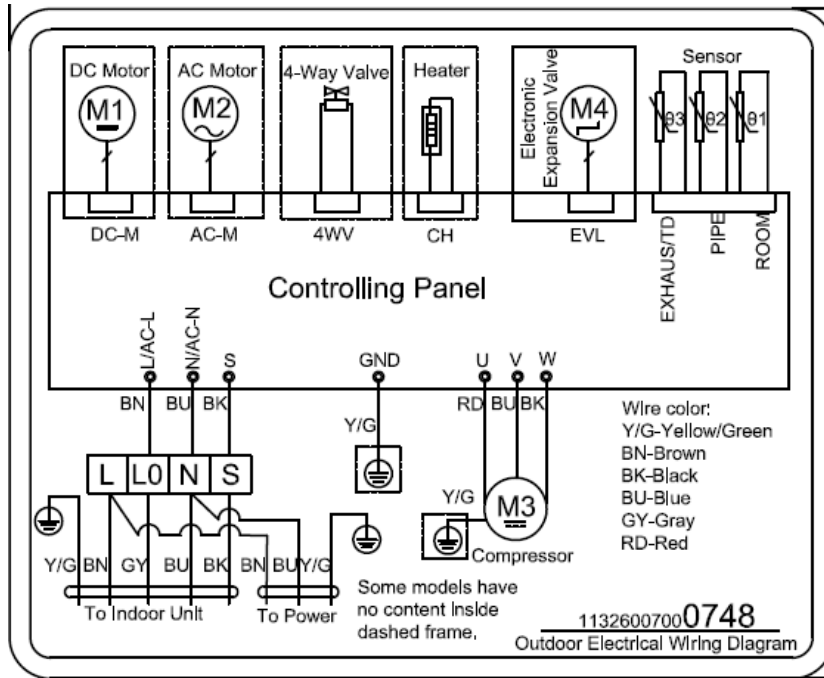 DC Motor
AC Motor
4-Way Valve
Heater
Electronic
Expansion Valve
Sensor
M1
M2
M4
θ3
θ2
θ1
DC-M
AC-M
4WV
CH
EVL
EXHAUS/TD
PIPE
ROOM
Controlling Panel
L/AC-L
N/AC-N
S
GND
U
V
W
BN
BU
BK
Y/G
RD
BU
BK
L
L0
N
S
M3
Y/G
Compressor
Wire color:
Y/G-Yellow/Green
BN-Brown
BK-Black
BU-Blue
GY-Gray
RD-Red
Y/G
BN
GY
BU
BK
BN
BU
Y/G
To Indoor Unit
To Power
Some models have
no content inside
dashed frame.
11326007000748
Outdoor Electrical Wiring Diagram